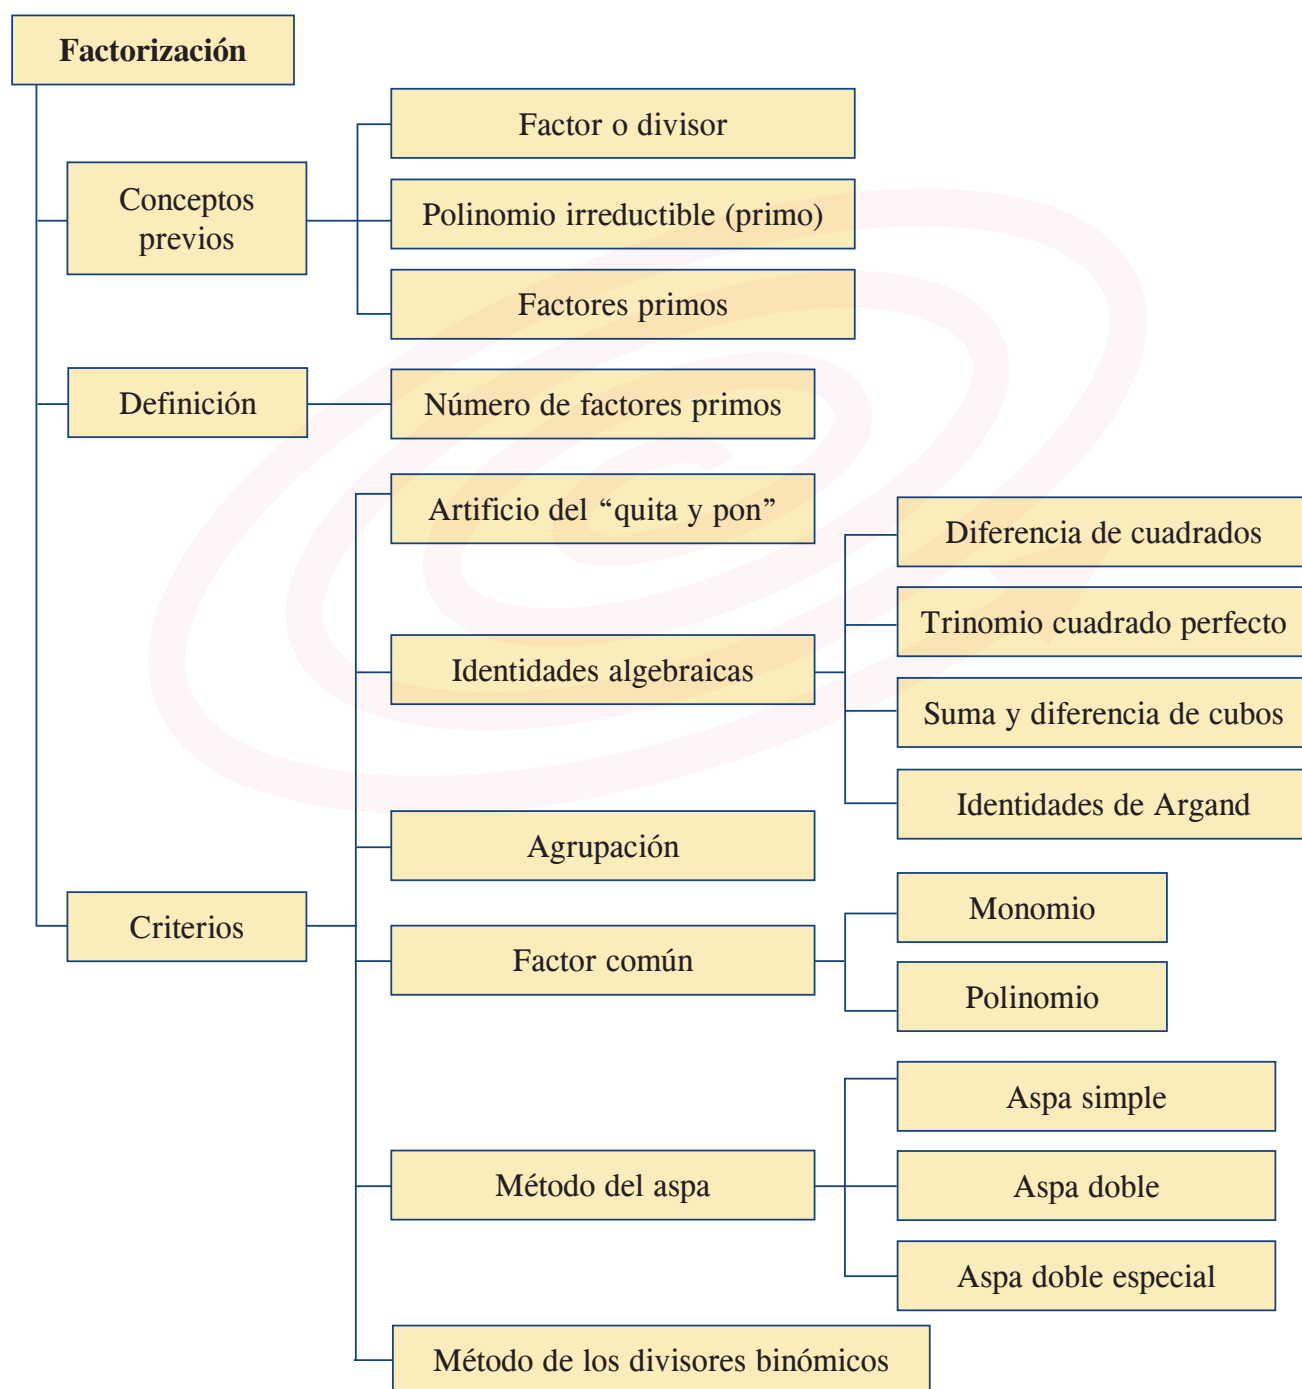 Factorización
Conceptos
previos
Factor o divisor
Polinomio irreductible (primo)
Factores primos
Definición
Número de factores primos
Criterios
Artificio del “quita y pon”
Identidades algebraicas
Diferencia de cuadrados
Trinomio cuadrado perfecto
Suma y diferencia de cubos
Identidades de Argand
Agrupación
Factor común
Monomio
Polinomio
Método del aspa
Aspa simple
Aspa doble
Aspa doble especial
Método de los divisores binómicos